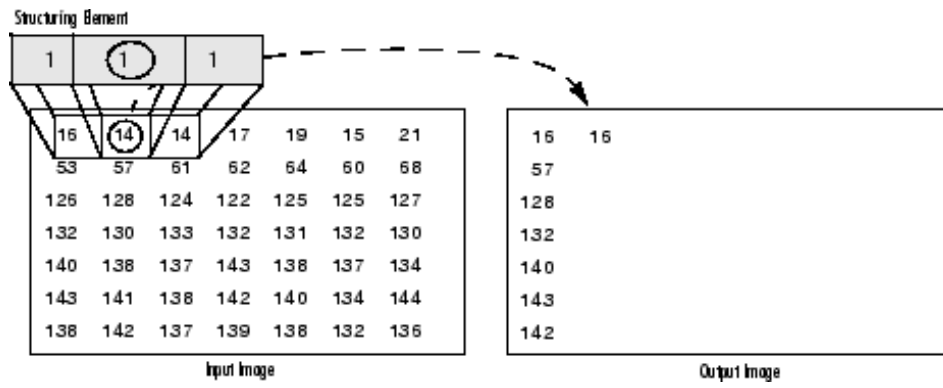 Structuring Element
1 1 1
16 14 14 17 19 15 21
53 57 61 62 64 60 68
126 128 124 122 125 125 127
132 130 133 132 131 132 130
140 138 137 143 138 137 134
143 141 138 142 140 134 144
138 142 137 139 138 132 136
Input Image
16 16
57
128
132
140
143
142
Output Image